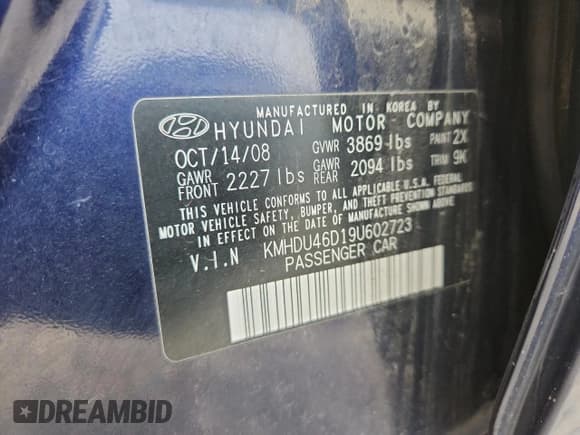 MANUFACTURED IN KOREA BY
HYUNDAI MOTOR COMPANY
OCT/14/08 GVWR 3869 lbs PAINT 2X
GAWR FRONT 2227 lbs GAWR REAR 2094 lbs TRIM 9K
THIS VEHICLE CONFORMS TO ALL APPLICABLE U.S.A. FEDERAL
MOTOR VEHICLE SAFETY, BUMPER, AND THEFT PREVENTION STANDARDS
IN EFFECT ON THE DATE OF MANUFACTURE SHOWN ABOVE.
V.I.N KMHDU46D19U602723
PASSENGER CAR
DREAMBID